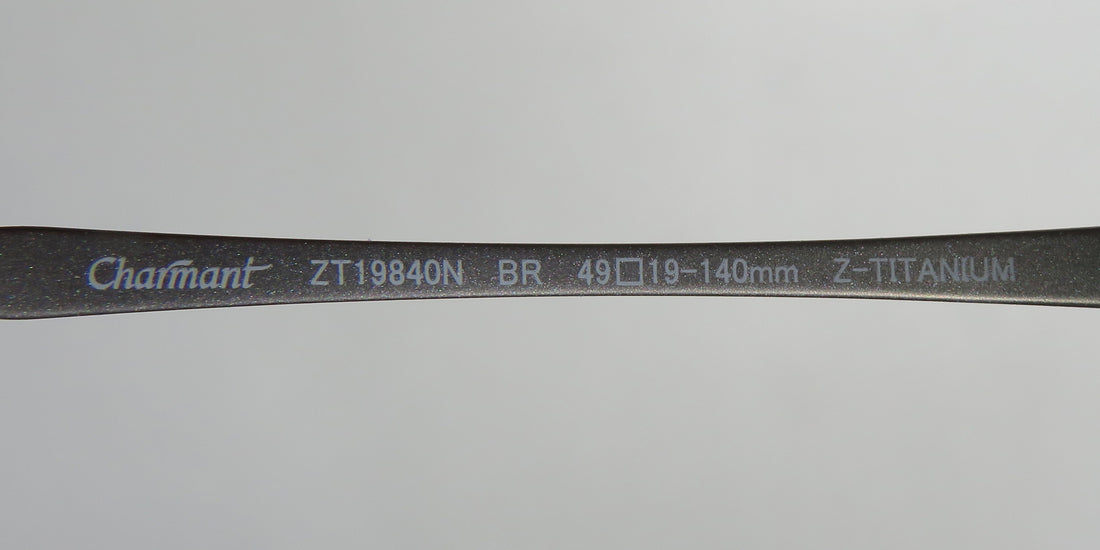 Charmant ZT19840N BR 49□19-140mm Z-TITANIUM